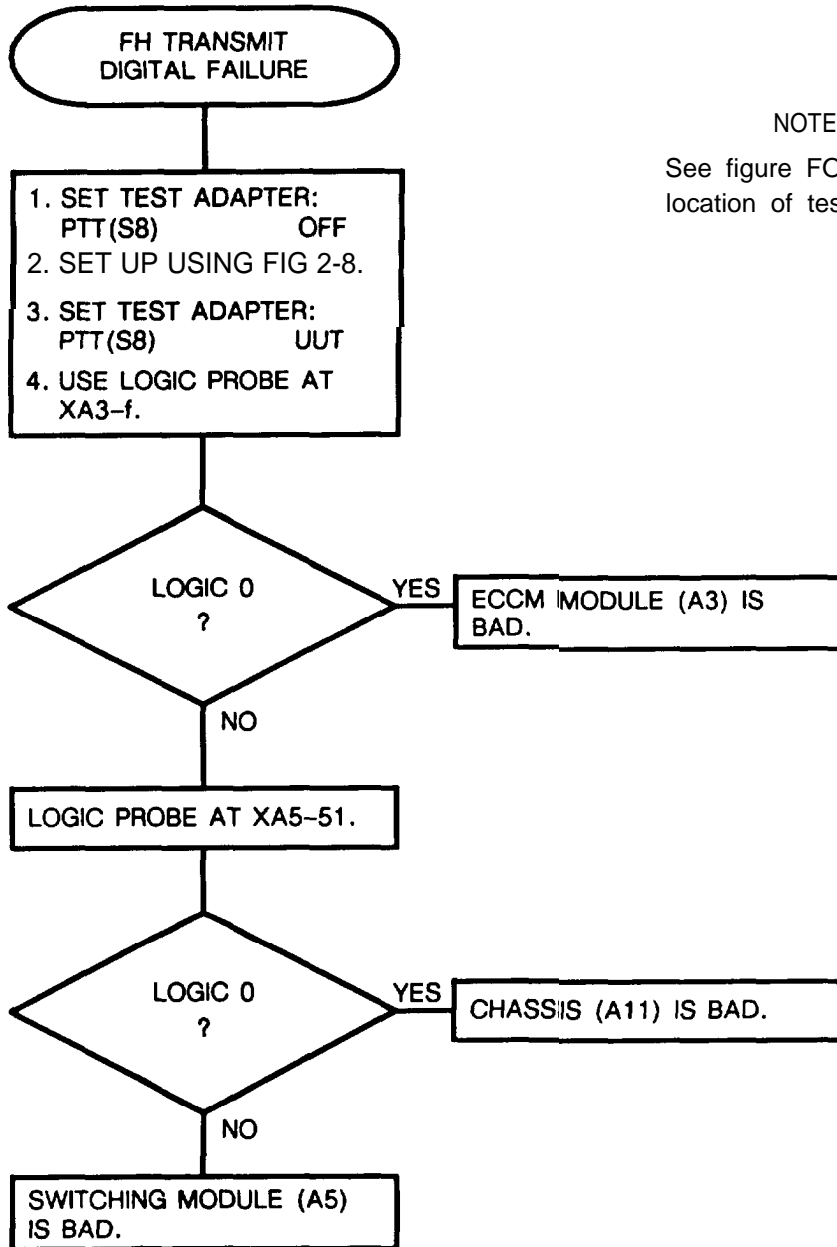 FH TRANSMIT
DIGITAL FAILURE
NOTE
See figure FO
location of tes
1. SET TEST ADAPTER:
PTT(S8) OFF
2. SET UP USING FIG 2-8.
3. SET TEST ADAPTER:
PTT(S8) UUT
4. USE LOGIC PROBE AT
XA3-f.
LOGIC 0
?
YES
ECCM MODULE (A3) IS
BAD.
NO
LOGIC PROBE AT XA5-51.
LOGIC 0
?
YES
CHASSIS (A11) IS BAD.
NO
SWITCHING MODULE (A5)
IS BAD.